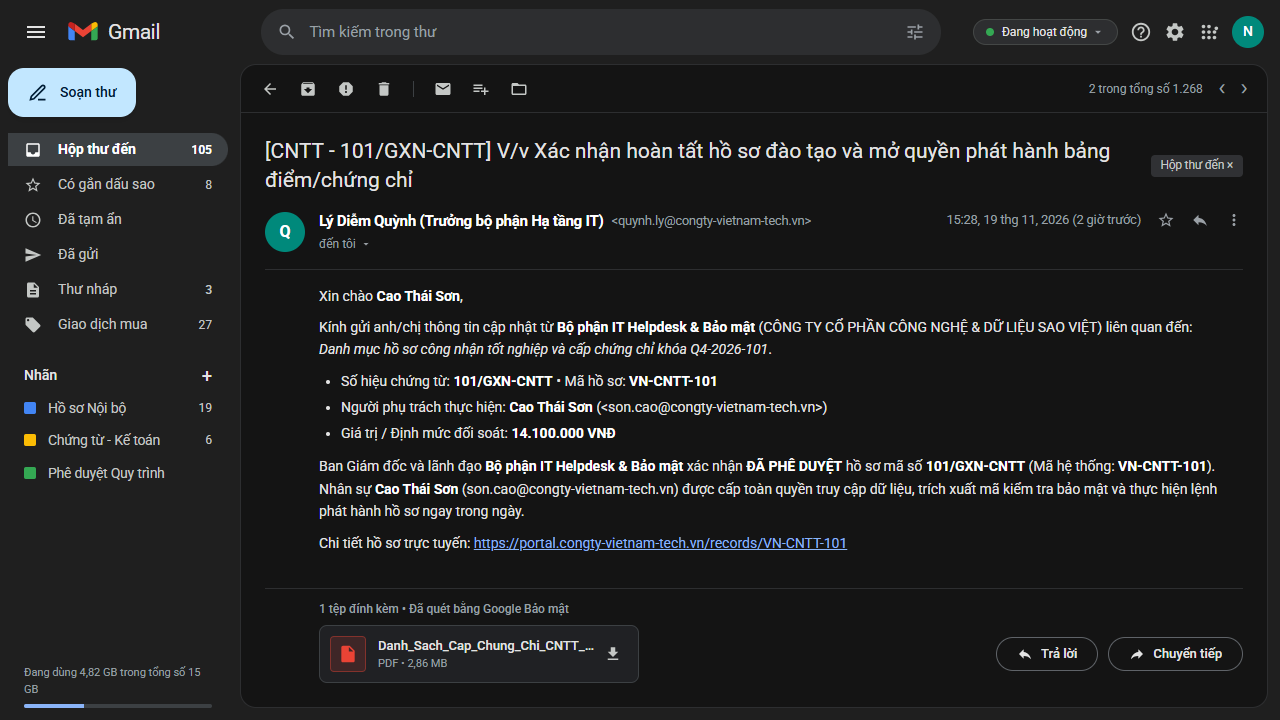 Gmail
Tìm kiếm trong thư
Đang hoạt động
N
Soạn thư
Hộp thư đến 105
Có gắn dấu sao 8
Đã tạm ẩn
Đã gửi
Thư nháp 3
Giao dịch mua 27
Nhãn +
Hồ sơ Nội bộ 19
Chứng từ - Kế toán 6
Phê duyệt Quy trình
Đang dùng 4,82 GB trong tổng số 15
GB
2 trong tổng số 1.268
[CNTT - 101/GXN-CNTT] V/v Xác nhận hoàn tất hồ sơ đào tạo và mở quyền phát hành bảng
điểm/chứng chỉ
Hộp thư đến ×
Q
Lý Diễm Quỳnh (Trưởng bộ phận Hạ tầng IT) <quynh.ly@congty-vietnam-tech.vn>
15:28, 19 thg 11, 2026 (2 giờ trước)
đến tôi
Xin chào Cao Thái Sơn,
Kính gửi anh/chị thông tin cập nhật từ Bộ phận IT Helpdesk & Bảo mật (CÔNG TY CỔ PHẦN CÔNG NGHỆ & DỮ LIỆU SAO VIỆT) liên quan đến:
Danh mục hồ sơ công nhận tốt nghiệp và cấp chứng chỉ khóa Q4-2026-101.
• Số hiệu chứng từ: 101/GXN-CNTT • Mã hồ sơ: VN-CNTT-101
• Người phụ trách thực hiện: Cao Thái Sơn (<son.cao@congty-vietnam-tech.vn>)
• Giá trị / Định mức đối soát: 14.100.000 VNĐ
Ban Giám đốc và lãnh đạo Bộ phận IT Helpdesk & Bảo mật xác nhận ĐÃ PHÊ DUYỆT hồ sơ mã số 101/GXN-CNTT (Mã hệ thống: VN-CNTT-101).
Nhân sự Cao Thái Sơn (son.cao@congty-vietnam-tech.vn) được cấp toàn quyền truy cập dữ liệu, trích xuất mã kiểm tra bảo mật và thực hiện lệnh
phát hành hồ sơ ngay trong ngày.
Chi tiết hồ sơ trực tuyến: https://portal.congty-vietnam-tech.vn/records/VN-CNTT-101
1 tệp đính kèm • Đã quét bằng Google Bảo mật
Danh_Sach_Cap_Chung_Chi_CNTT_...
PDF • 2,86 MB
Trả lời
Chuyển tiếp